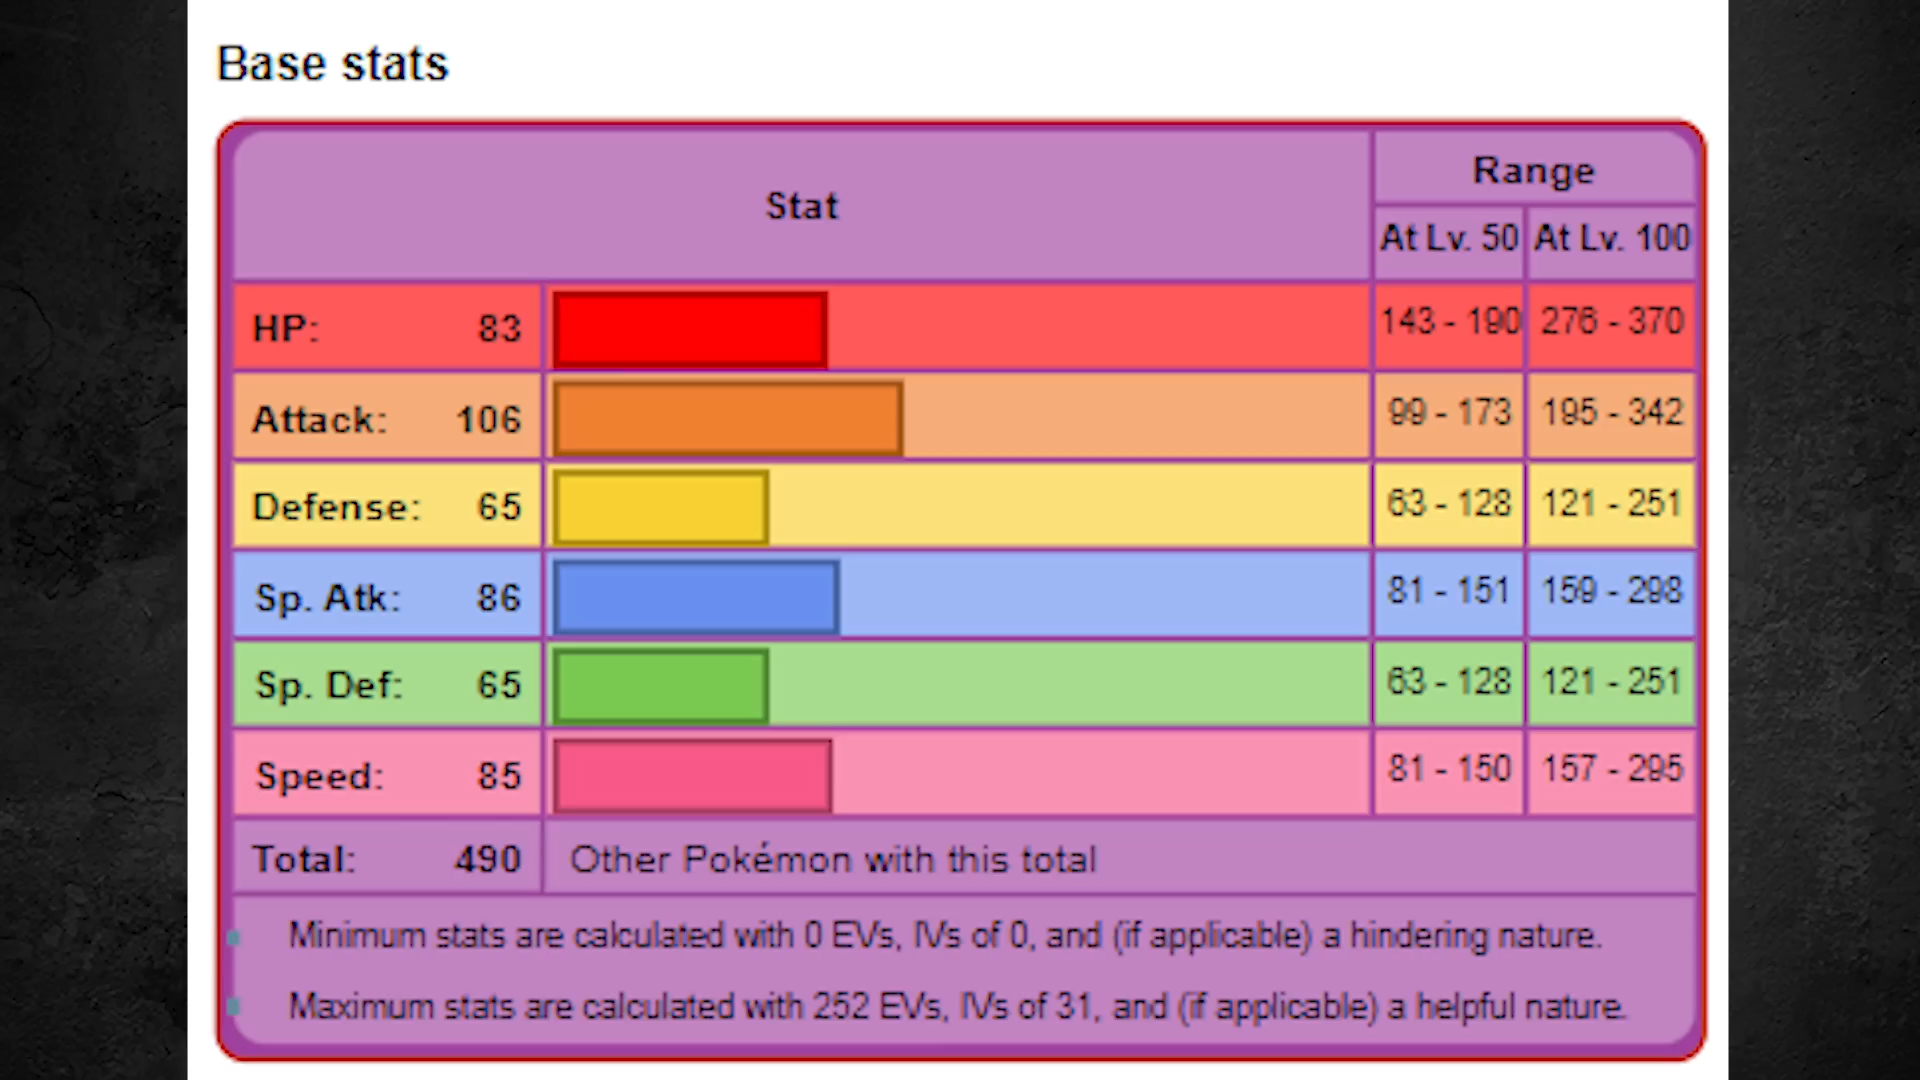 Base stats
Stat
Range
At Lv. 50 At Lv. 100
HP: 83 143 - 190 276 - 370
Attack: 106 99 - 173 195 - 342
Defense: 65 63 - 128 121 - 251
Sp. Atk: 86 81 - 151 159 - 298
Sp. Def: 65 63 - 128 121 - 251
Speed: 85 81 - 150 157 - 295
Total: 490 Other Pokémon with this total
Minimum stats are calculated with 0 EVs, IVs of 0, and (if applicable) a hindering nature.
Maximum stats are calculated with 252 EVs, IVs of 31, and (if applicable) a helpful nature.